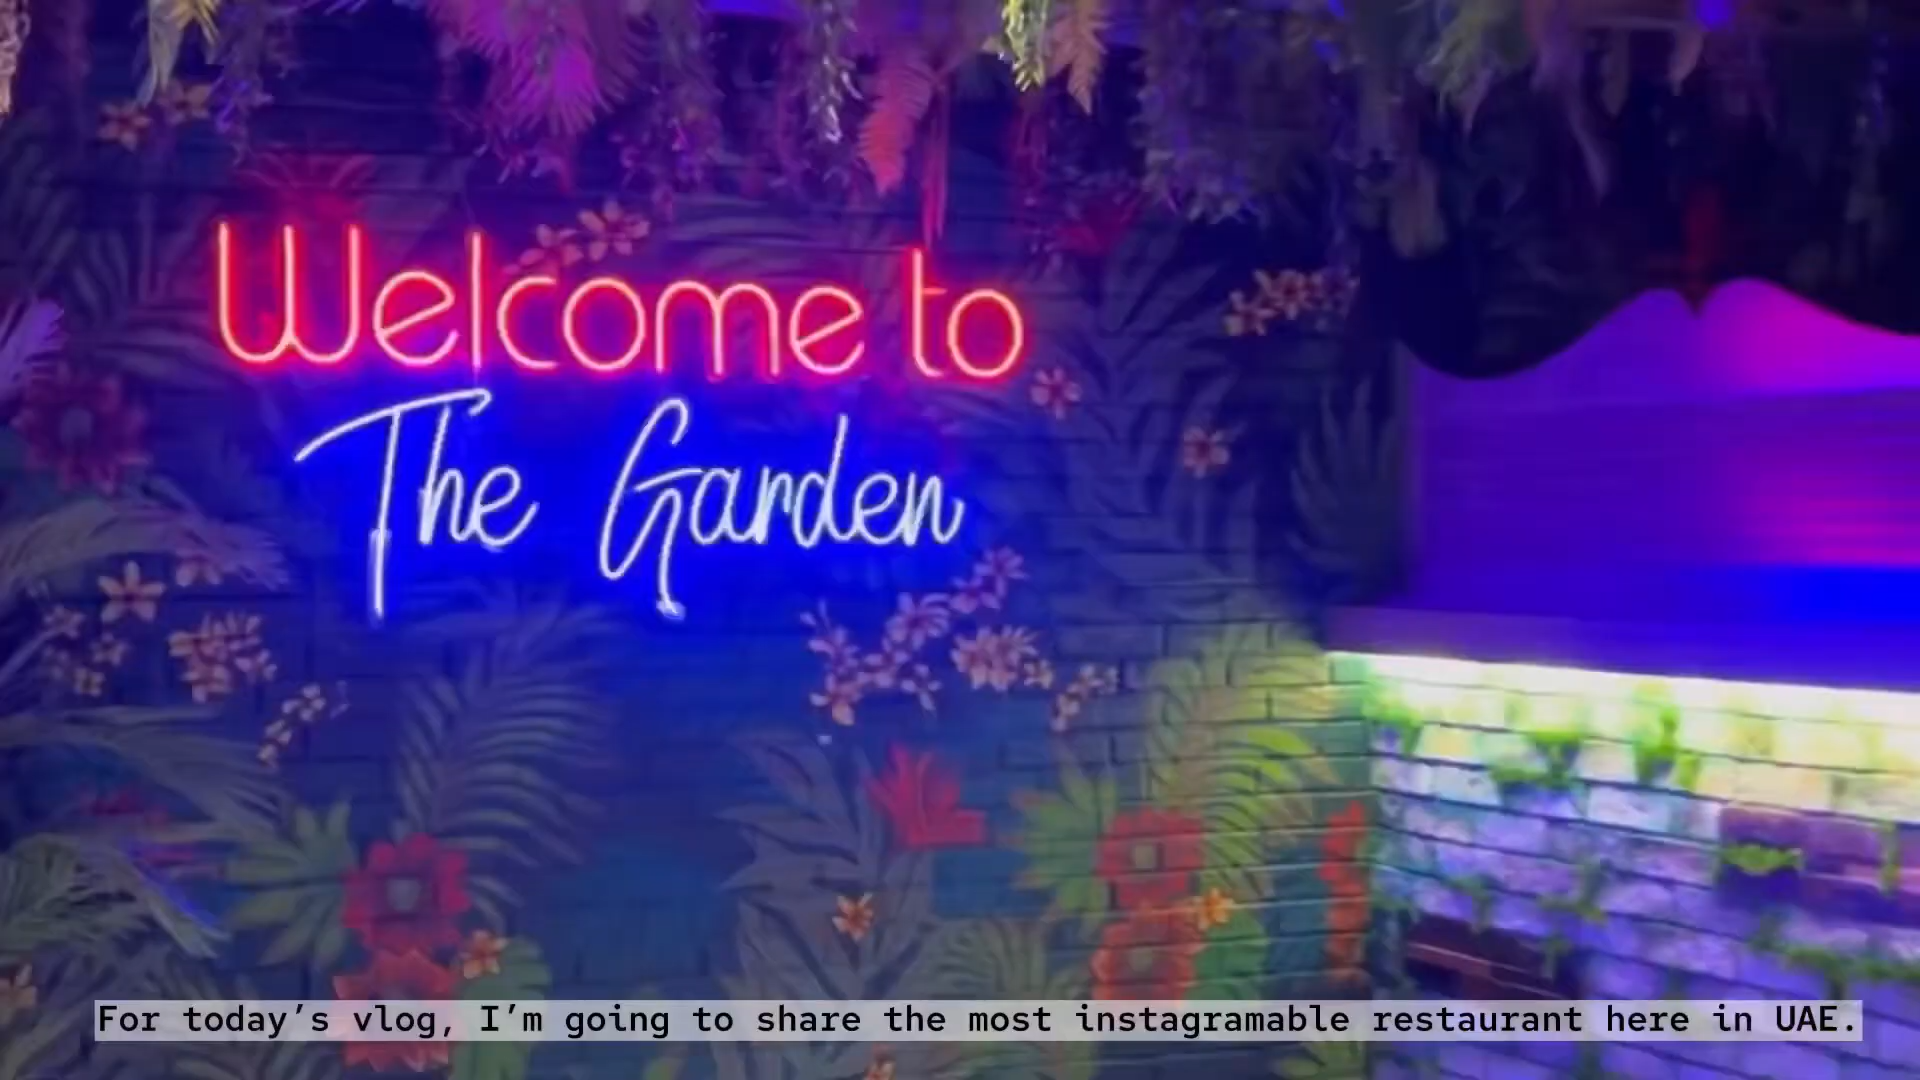 Welcome to
The Garden
For today's vlog, I'm going to share the most instagramable restaurant here in UAE.